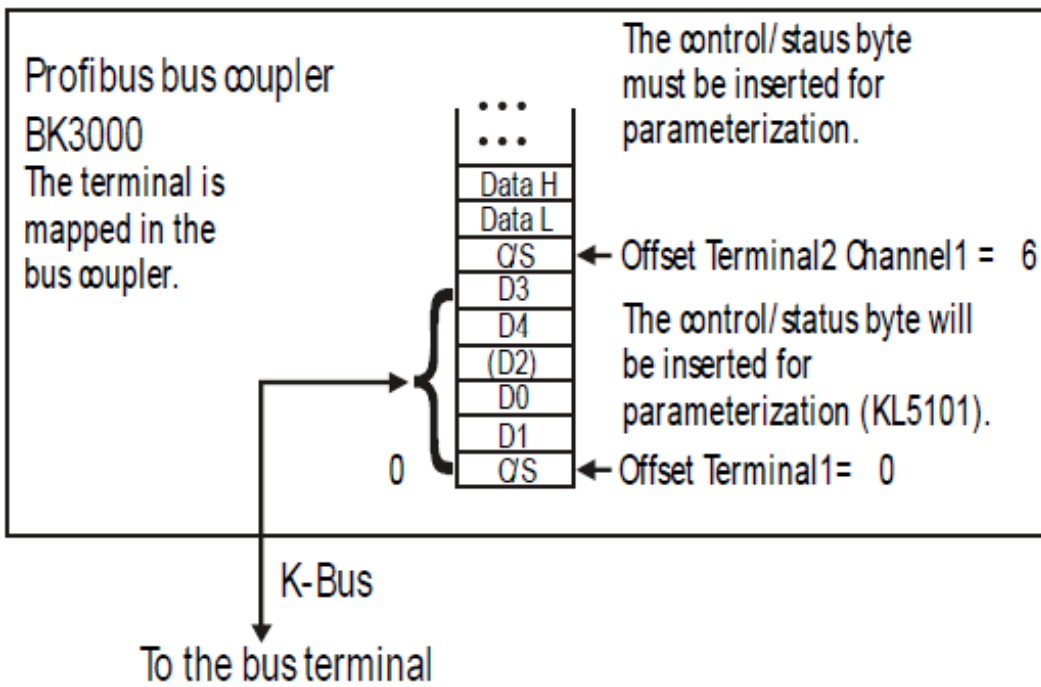 Profibus bus coupler
BK3000
The terminal is
mapped in the
bus coupler.
The control/staus byte
must be inserted for
parameterization.
•••
•••
Data H
Data L
C/S
Offset Terminal2 Channel1 = 6
D3
D4
(D2)
D0
D1
C/S
The control/status byte will
be inserted for
parameterization (KL5101).
0
Offset Terminal1= 0
K-Bus
To the bus terminal